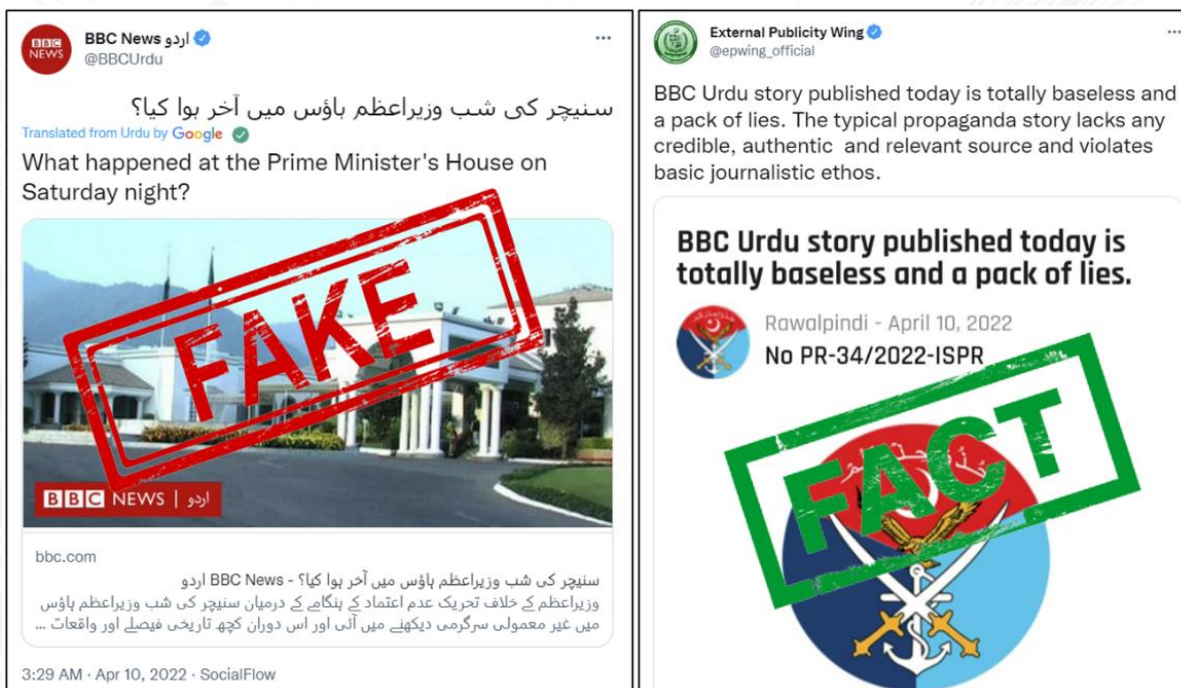 BBC News اردو
@BBCUrdu
سنیچر کی شب وزیراعظم ہاؤس میں آخر ہوا کیا؟
Translated from Urdu by Google
What happened at the Prime Minister's House on
Saturday night?
FAKE
BBC NEWS | اردو
bbc.com
سنیچر کی شب وزیراعظم ہاؤس میں آخر ہوا کیا؟ - BBC News اردو
وزیراعظم کے خلاف تحریک عدم اعتماد کے ہنگامے کے درمیان سنیچر کی شب وزیراعظم ہاؤس
میں غیر معمولی سرگرمی دیکھنے میں آئی اور اس دوران کچھ تاریخی فیصلے اور واقعات ...
3:29 AM · Apr 10, 2022 · SocialFlow
External Publicity Wing
@epwing_official
BBC Urdu story published today is totally baseless and
a pack of lies. The typical propaganda story lacks any
credible, authentic and relevant source and violates
basic journalistic ethos.
BBC Urdu story published today is
totally baseless and a pack of lies.
Rawalpindi - April 10, 2022
No PR-34/2022-ISPR
FACT